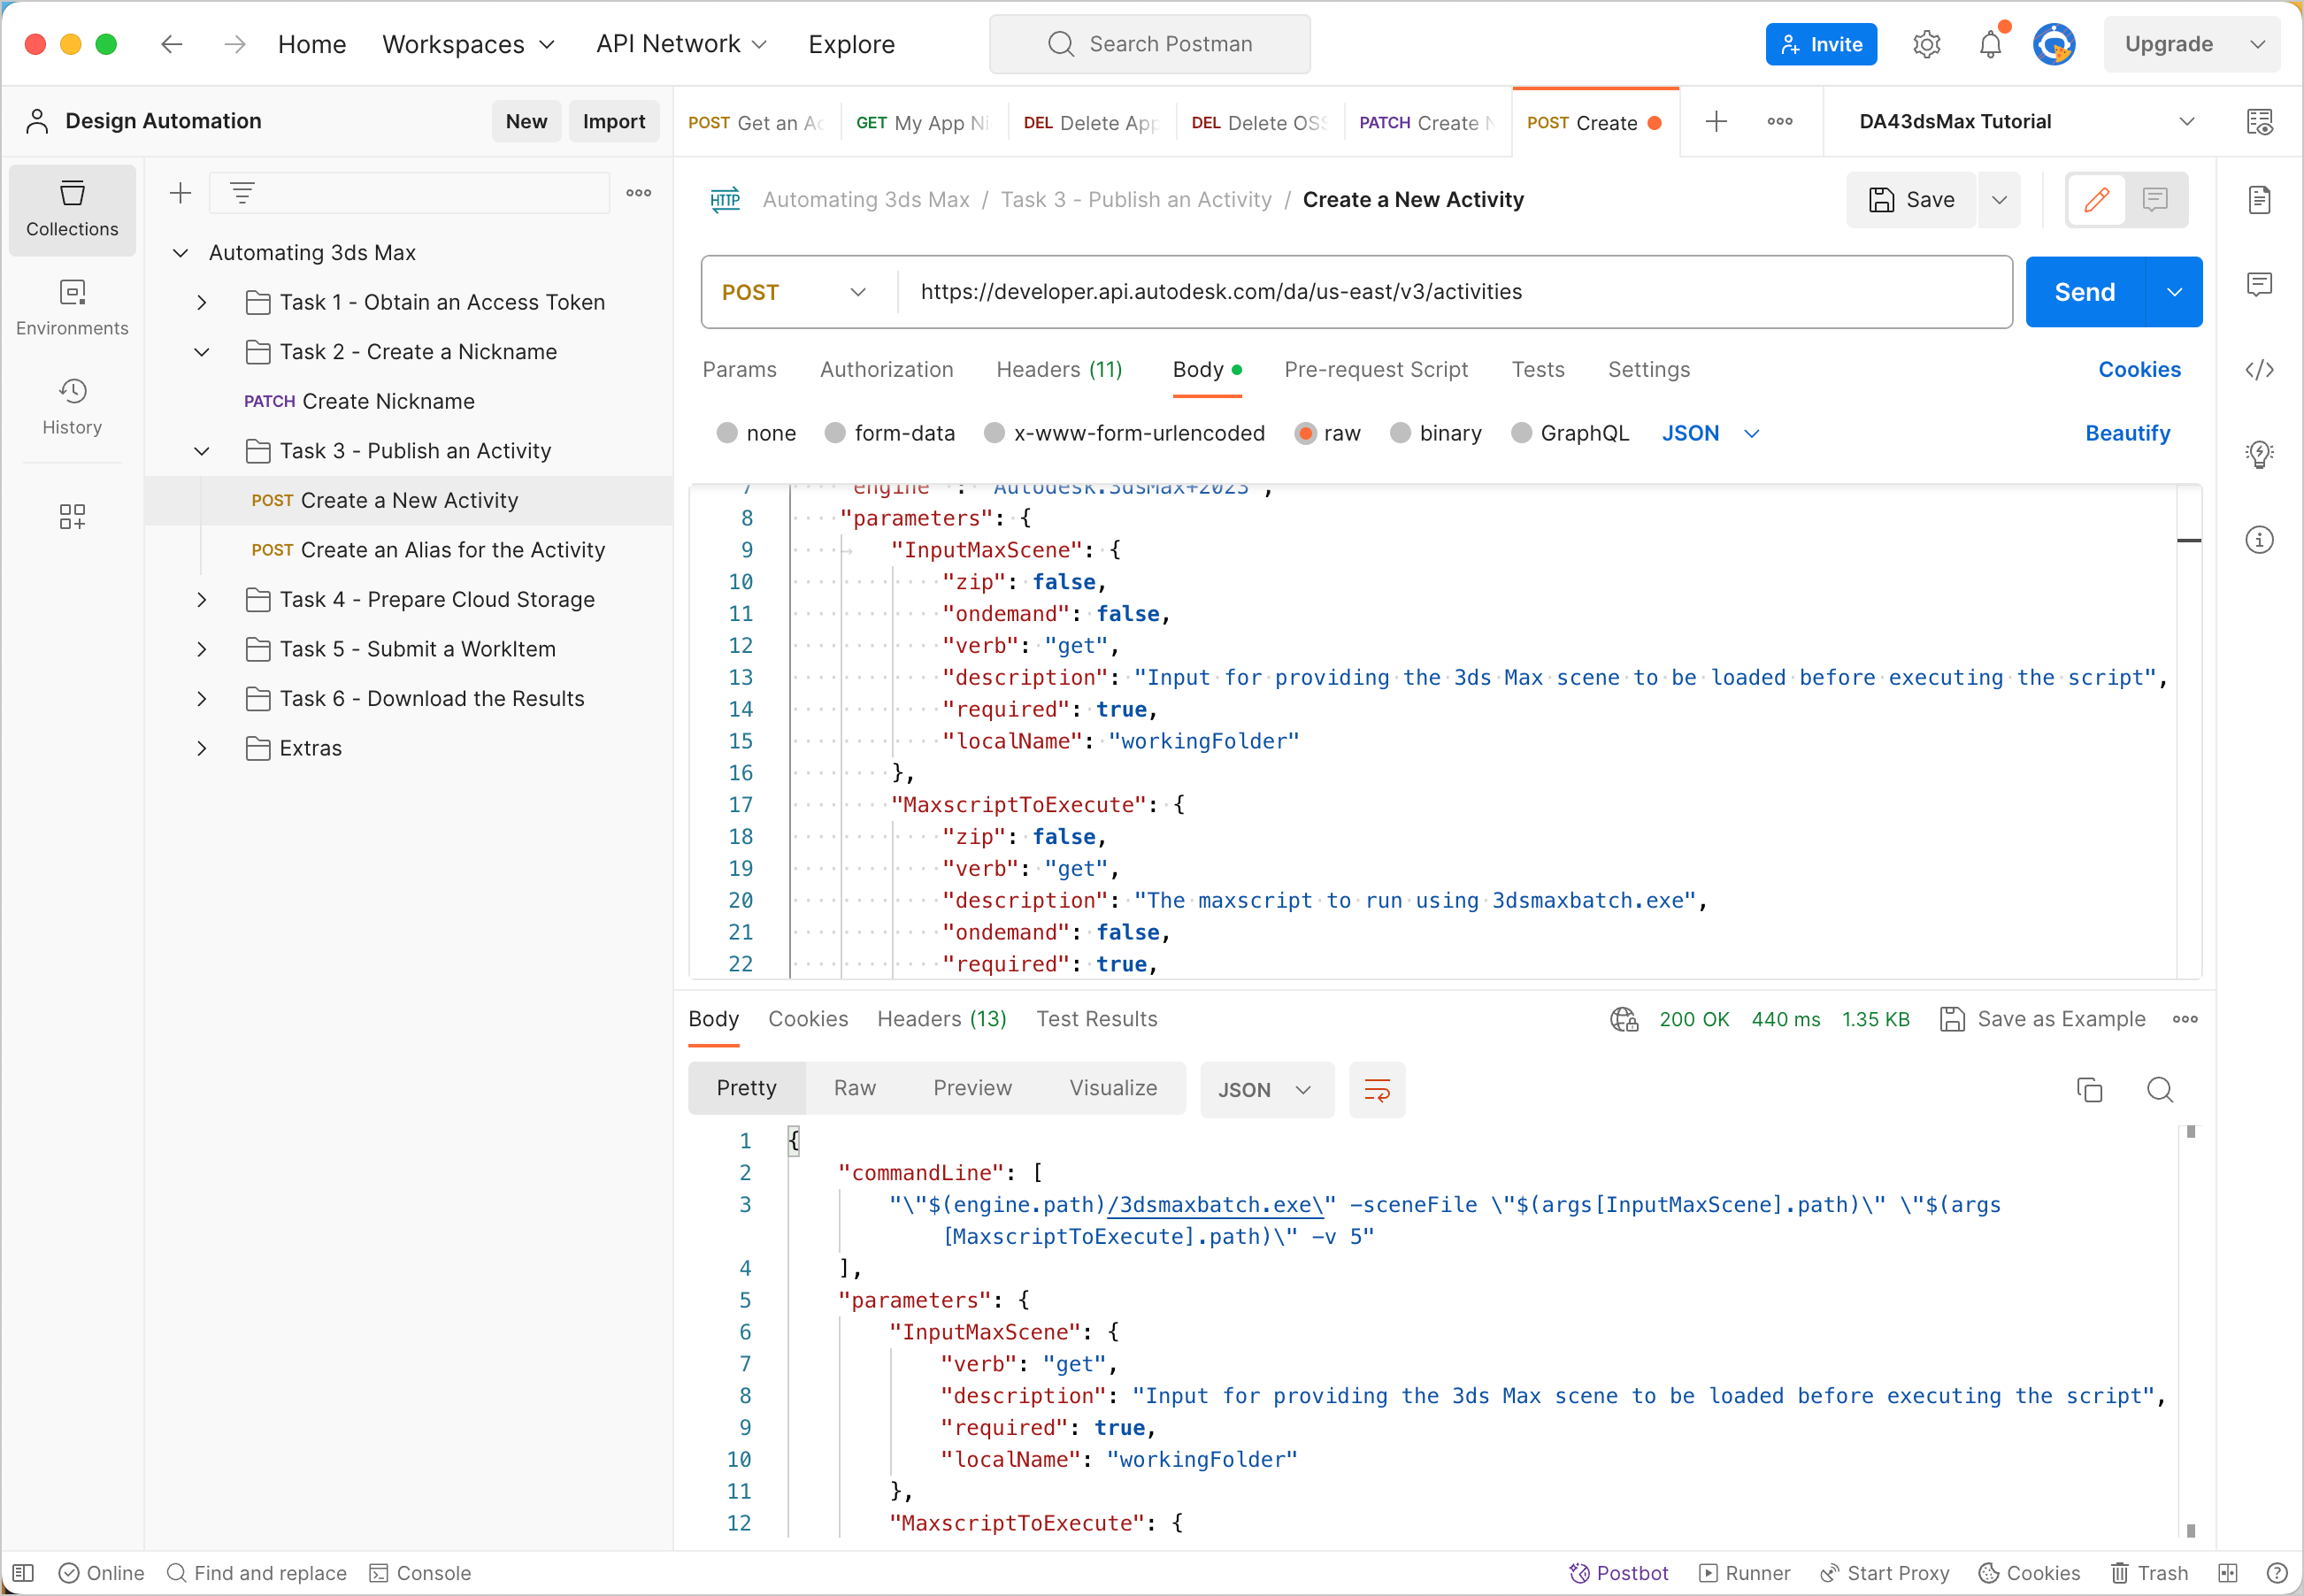 Home Workspaces API Network Explore Search Postman Invite Upgrade
Design Automation New Import
POST Get an Ac GET My App Ni DEL Delete App DEL Delete OSS PATCH Create N POST Create DA43dsMax Tutorial
Collections
Environments
History
Automating 3ds Max
Task 1 - Obtain an Access Token
Task 2 - Create a Nickname
PATCH Create Nickname
Task 3 - Publish an Activity
POST Create a New Activity
POST Create an Alias for the Activity
Task 4 - Prepare Cloud Storage
Task 5 - Submit a WorkItem
Task 6 - Download the Results
Extras
HTTP Automating 3ds Max / Task 3 - Publish an Activity / Create a New Activity Save
POST https://developer.api.autodesk.com/da/us-east/v3/activities Send
Params Authorization Headers (11) Body Pre-request Script Tests Settings Cookies
none form-data x-www-form-urlencoded raw binary GraphQL JSON Beautify
7 "engine" : "Autodesk.3dsMax+2023",
8 "parameters": {
9 "InputMaxScene": {
10 "zip": false,
11 "ondemand": false,
12 "verb": "get",
13 "description": "Input for providing the 3ds Max scene to be loaded before executing the script",
14 "required": true,
15 "localName": "workingFolder"
16 },
17 "MaxscriptToExecute": {
18 "zip": false,
19 "verb": "get",
20 "description": "The maxscript to run using 3dsmaxbatch.exe",
21 "ondemand": false,
22 "required": true,
Body Cookies Headers (13) Test Results 200 OK 440 ms 1.35 KB Save as Example
Pretty Raw Preview Visualize JSON
1 {
2 "commandLine": [
3 "\"$(engine.path)/3dsmaxbatch.exe\" -sceneFile \"$(args[InputMaxScene].path)\" \"$(args
[MaxscriptToExecute].path)\" -v 5"
4 ],
5 "parameters": {
6 "InputMaxScene": {
7 "verb": "get",
8 "description": "Input for providing the 3ds Max scene to be loaded before executing the script",
9 "required": true,
10 "localName": "workingFolder"
11 },
12 "MaxscriptToExecute": {
Online Find and replace Console Postbot Runner Start Proxy Cookies Trash